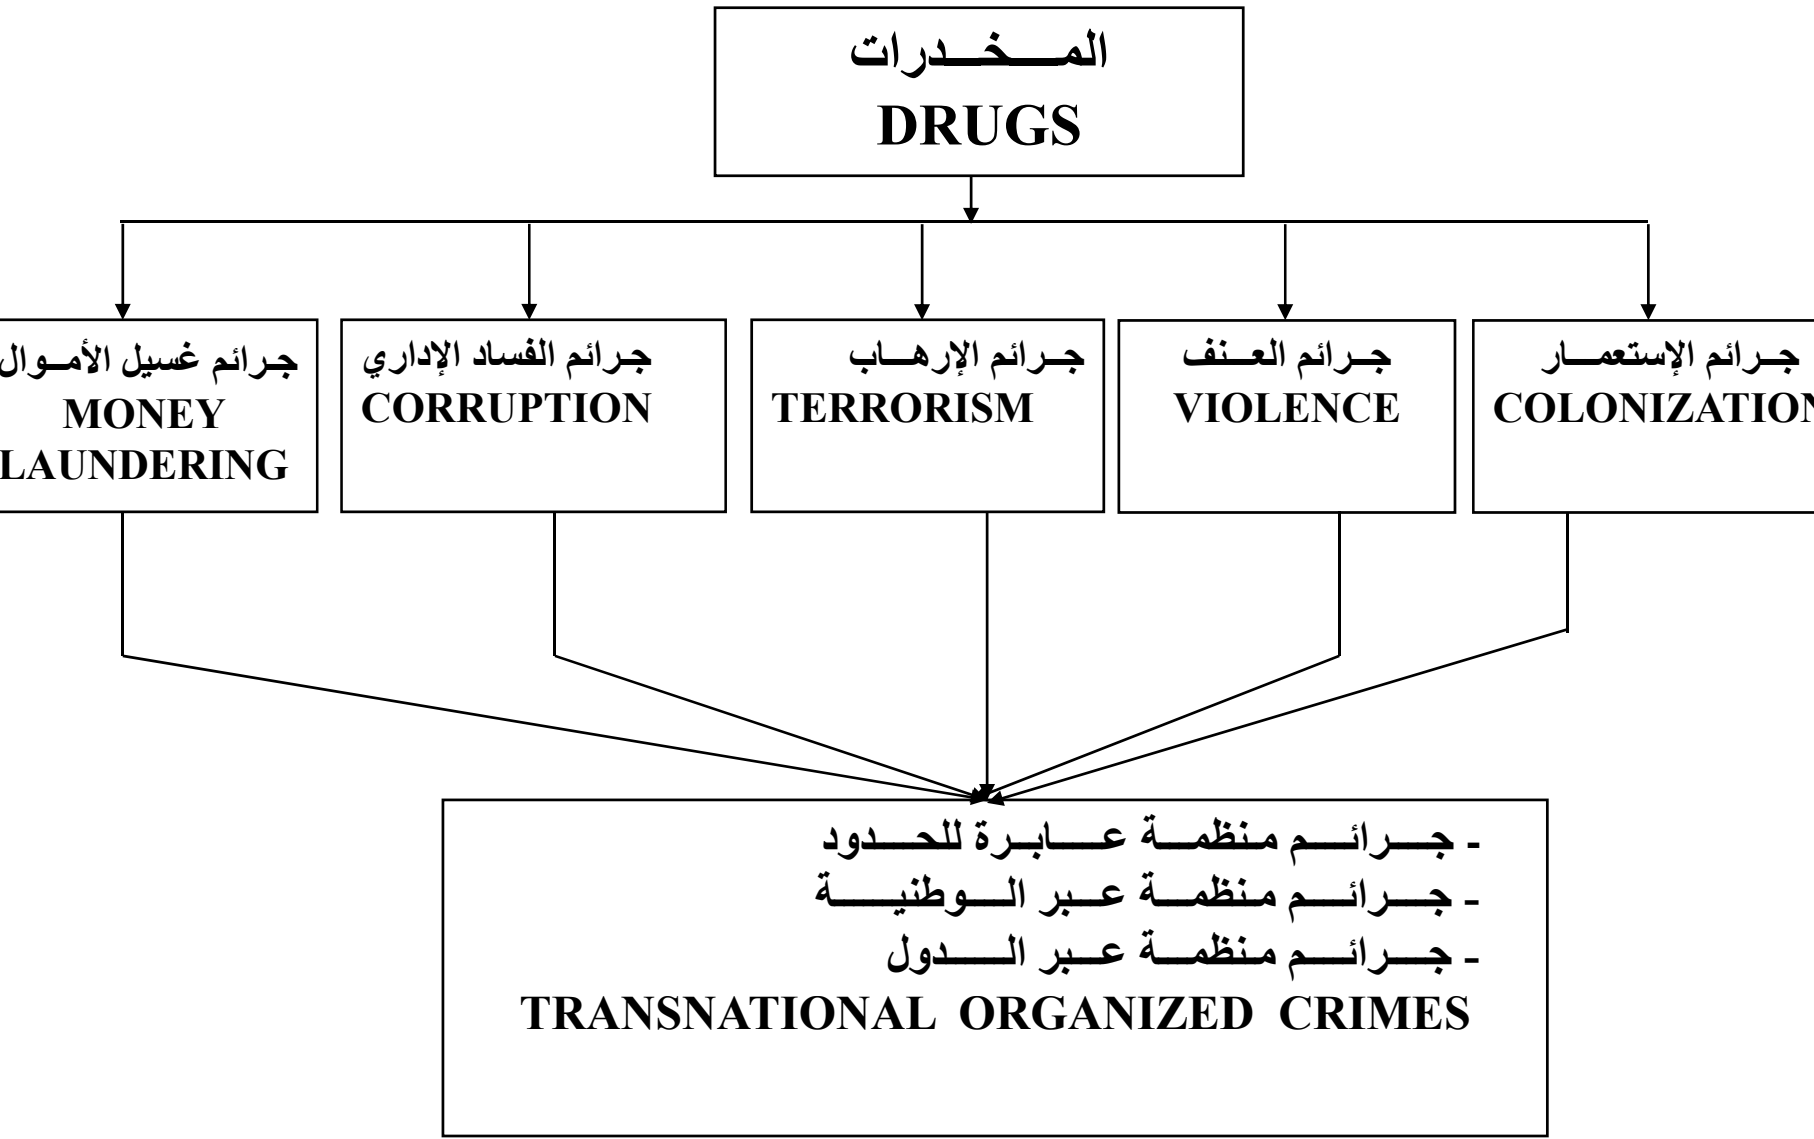 المخدرات
DRUGS
جرائم غسيل الأموال
MONEY
LAUNDERING
جرائم الفساد الإداري
CORRUPTION
جرائم الإرهاب
TERRORISM
جرائم العنف
VIOLENCE
جرائم الإستعمار
COLONIZATION
- جرائم منظمة عابرة للحدود
- جرائم منظمة عبر الوطنية
- جرائم منظمة عبر الدول
TRANSNATIONAL ORGANIZED CRIMES